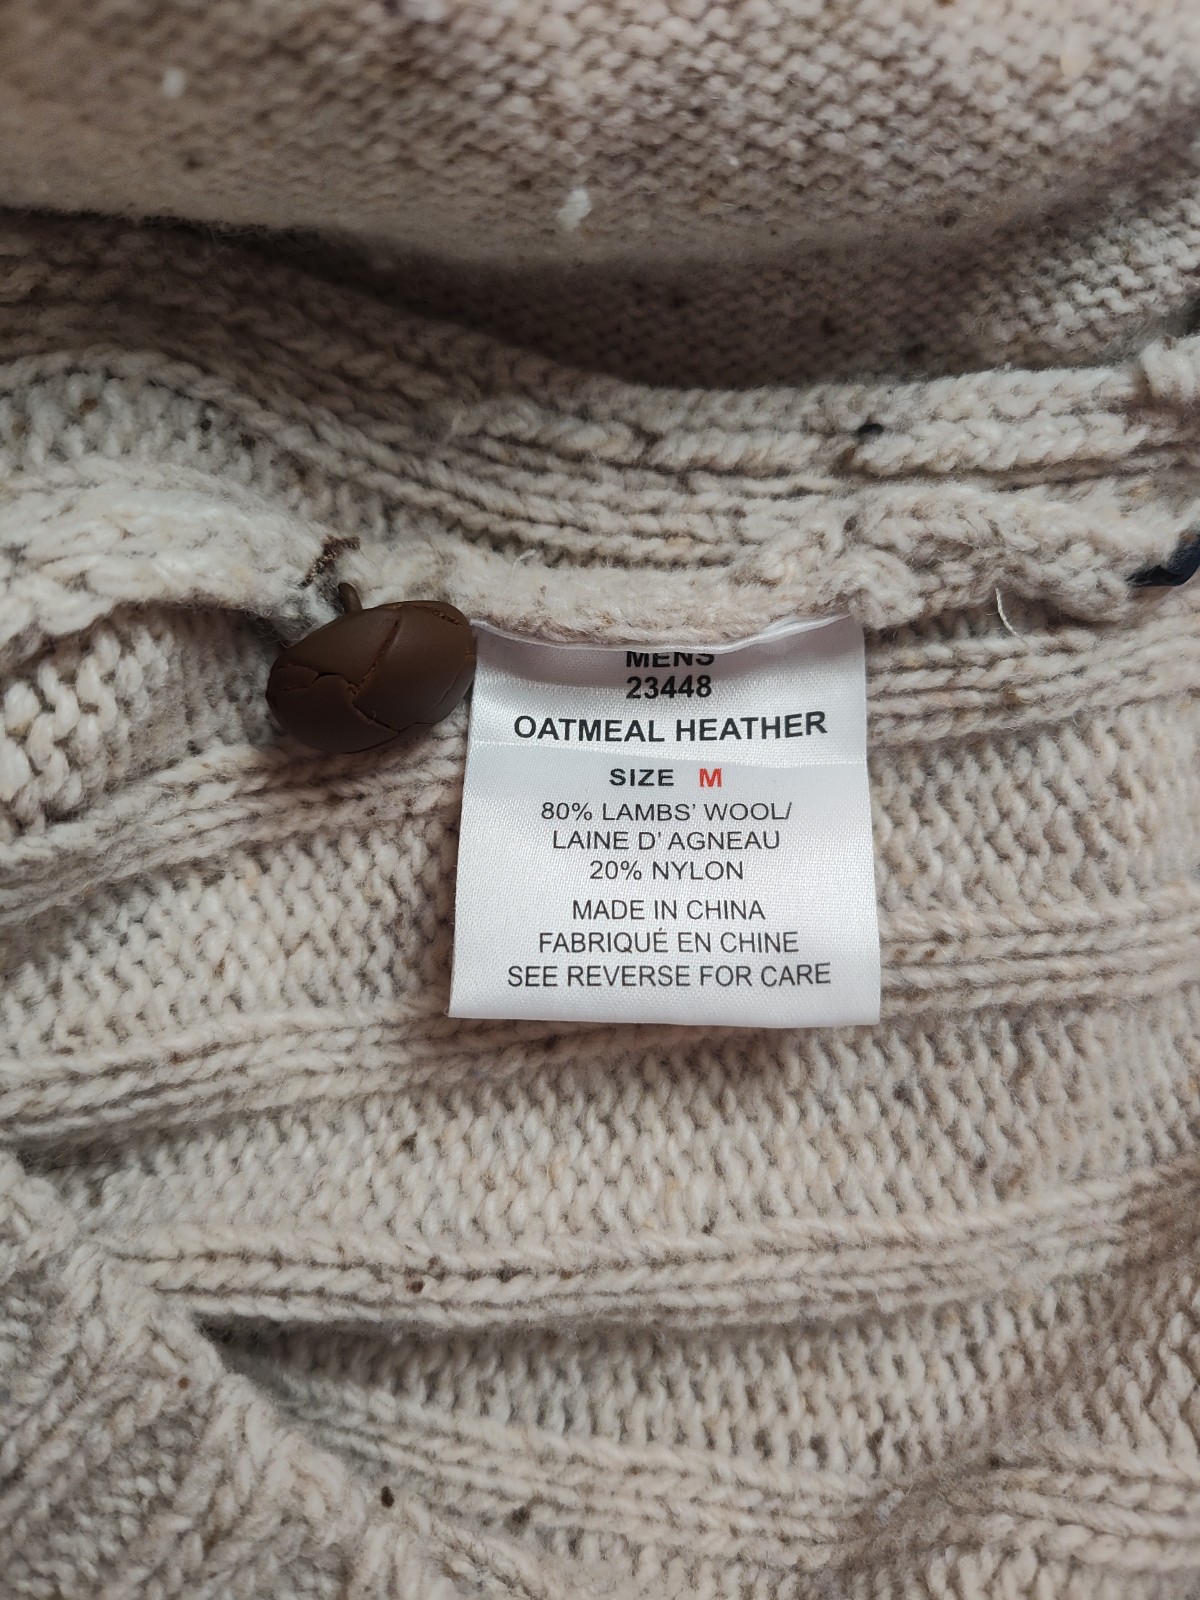 MENS
23448
OATMEAL HEATHER
SIZE M
80% LAMBS' WOOL/
LAINE D' AGNEAU
20% NYLON
MADE IN CHINA
FABRIQUÉ EN CHINE
SEE REVERSE FOR CARE